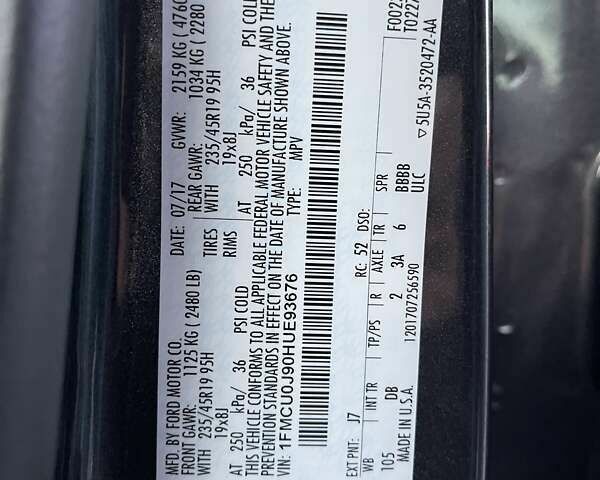 MFD. BY FORD MOTOR CO.
DATE: 07/17 GVWR: 2159 KG (4760
FRONT GAWR: 1125 KG (2480 LB) REAR GAWR: 1034 KG (2280
WITH 235/45R19 95H TIRES WITH 235/45R19 95H
19x8J RIMS 19x8J
AT 250 kPa/ 36 PSI COLD AT 250 kPa/ 36 PSI COLD
THIS VEHICLE CONFORMS TO ALL APPLICABLE FEDERAL MOTOR VEHICLE SAFETY AND THE
PREVENTION STANDARDS IN EFFECT ON THE DATE OF MANUFACTURE SHOWN ABOVE.
VIN: 1FMCU0J90HUE93676 TYPE: MPV
EXT PNT: J7 RC: 52 DSO:
WB INT TR TP/PS R AXLE TR SPR
105 DB 2 3A 6 BBBB
MADE IN U.S.A. 1201707256590 ULC
▽5U5A-3520472-AA